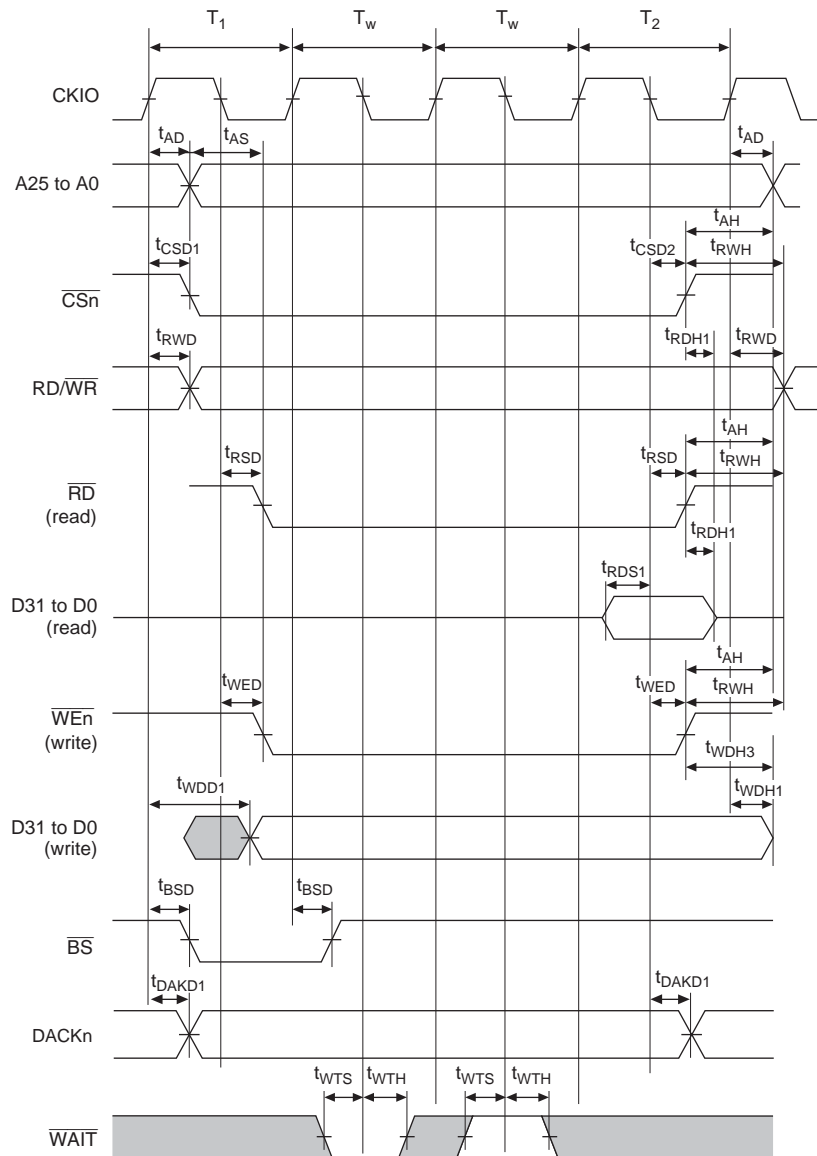 T1 Tw Tw T2
CKIO
tAD tAS tAD
A25 to A0
tAH
tCSD1 tCSD2 tRWH
CSn
tRWD tRDH1 tRWD
RD/WR
tAH
tRSD tRSD tRWH
RD
(read)
tRDH1
tRDS1
D31 to D0
(read)
tAH
tWED tWED tRWH
WEn
(write)
tWDH3
tWDD1 tWDH1
D31 to D0
(write)
tBSD tBSD
BS
tDAKD1 tDAKD1
DACKn
tWTS tWTH tWTS tWTH
WAIT